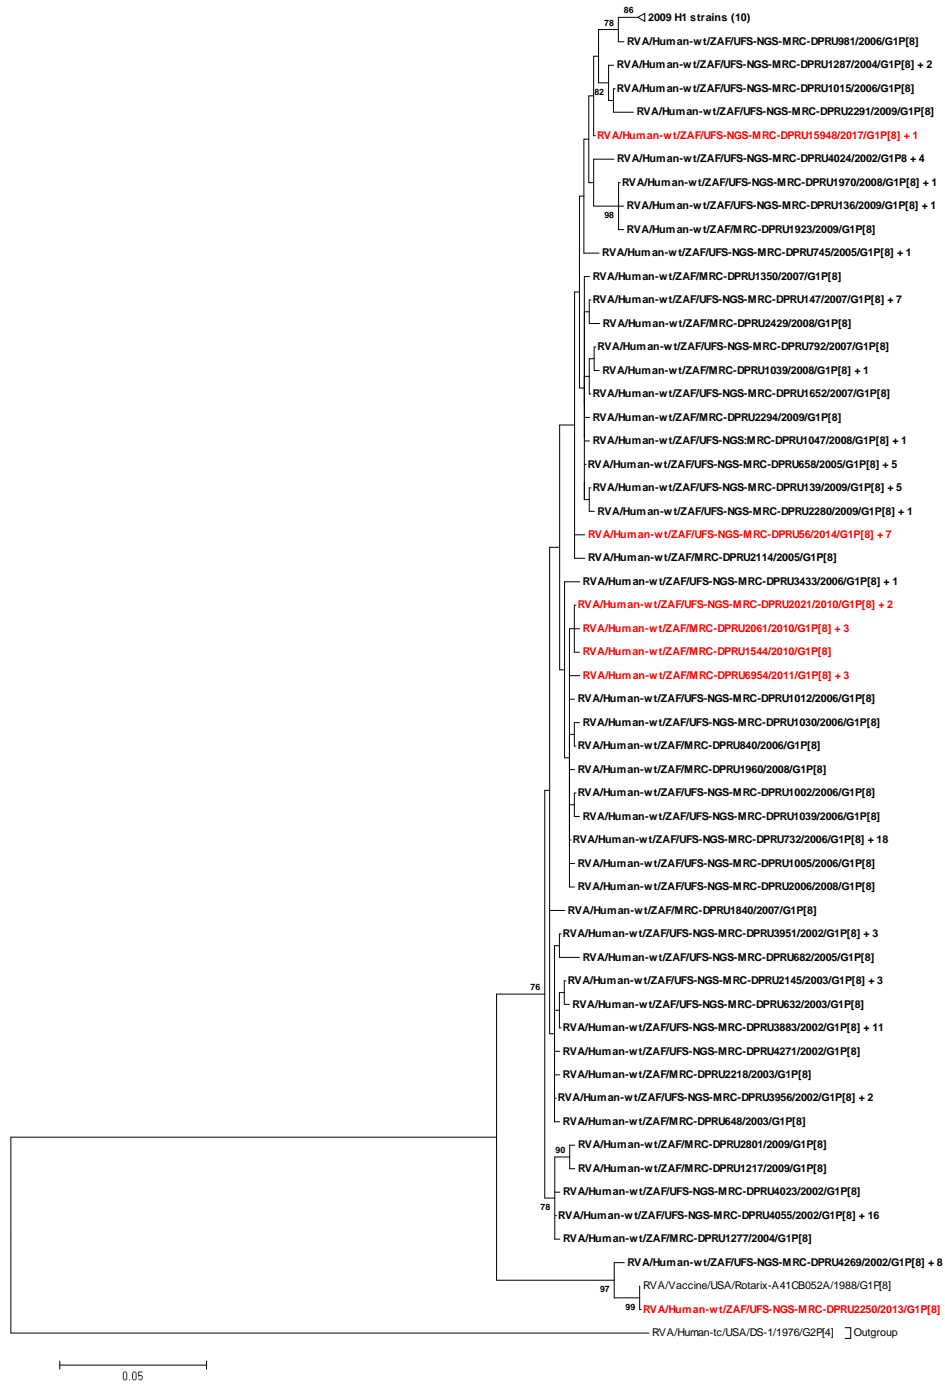 86
2009 H1 strains (10)
78
RVA/Human-wt/ZAF/UFS-NGS-MRC-DPRU981/2006/G1P[8]
RVA/Human-wt/ZAF/UFS-NGS-MRC-DPRU1287/2004/G1P[8] + 2
RVA/Human-wt/ZAF/UFS-NGS-MRC-DPRU1015/2006/G1P[8]
82
RVA/Human-wt/ZAF/UFS-NGS-MRC-DPRU2291/2009/G1P[8]
RVA/Human-wt/ZAF/UFS-NGS-MRC-DPRU15948/2017/G1P[8] + 1
RVA/Human-wt/ZAF/UFS-NGS-MRC-DPRU4024/2002/G1P8 + 4
RVA/Human-wt/ZAF/UFS-NGS-MRC-DPRU1970/2008/G1P[8] + 1
RVA/Human-wt/ZAF/UFS-NGS-MRC-DPRU136/2009/G1P[8] + 1
98
RVA/Human-wt/ZAF/MRC-DPRU1923/2009/G1P[8]
RVA/Human-wt/ZAF/UFS-NGS-MRC-DPRU745/2005/G1P[8] + 1
RVA/Human-wt/ZAF/MRC-DPRU1350/2007/G1P[8]
RVA/Human-wt/ZAF/UFS-NGS-MRC-DPRU147/2007/G1P[8] + 7
RVA/Human-wt/ZAF/MRC-DPRU2429/2008/G1P[8]
RVA/Human-wt/ZAF/UFS-NGS-MRC-DPRU792/2007/G1P[8]
RVA/Human-wt/ZAF/MRC-DPRU1039/2008/G1P[8] + 1
RVA/Human-wt/ZAF/UFS-NGS-MRC-DPRU1652/2007/G1P[8]
RVA/Human-wt/ZAF/MRC-DPRU2294/2009/G1P[8]
RVA/Human-wt/ZAF/UFS-NGS:MRC-DPRU1047/2008/G1P[8] + 1
RVA/Human-wt/ZAF/UFS-NGS-MRC-DPRU658/2005/G1P[8] + 5
RVA/Human-wt/ZAF/UFS-NGS-MRC-DPRU139/2009/G1P[8] + 5
RVA/Human-wt/ZAF/UFS-NGS-MRC-DPRU2280/2009/G1P[8] + 1
RVA/Human-wt/ZAF/UFS-NGS-MRC-DPRU56/2014/G1P[8] + 7
RVA/Human-wt/ZAF/MRC-DPRU2114/2005/G1P[8]
RVA/Human-wt/ZAF/UFS-NGS-MRC-DPRU3433/2006/G1P[8] + 1
RVA/Human-wt/ZAF/UFS-NGS-MRC-DPRU2021/2010/G1P[8] + 2
RVA/Human-wt/ZAF/MRC-DPRU2061/2010/G1P[8] + 3
RVA/Human-wt/ZAF/MRC-DPRU1544/2010/G1P[8]
RVA/Human-wt/ZAF/MRC-DPRU6954/2011/G1P[8] + 3
RVA/Human-wt/ZAF/UFS-NGS-MRC-DPRU1012/2006/G1P[8]
RVA/Human-wt/ZAF/UFS-NGS-MRC-DPRU1030/2006/G1P[8]
RVA/Human-wt/ZAF/MRC-DPRU840/2006/G1P[8]
RVA/Human-wt/ZAF/MRC-DPRU1960/2008/G1P[8]
RVA/Human-wt/ZAF/UFS-NGS-MRC-DPRU1002/2006/G1P[8]
RVA/Human-wt/ZAF/UFS-NGS-MRC-DPRU1039/2006/G1P[8]
RVA/Human-wt/ZAF/UFS-NGS-MRC-DPRU732/2006/G1P[8] + 18
RVA/Human-wt/ZAF/UFS-NGS-MRC-DPRU1005/2006/G1P[8]
RVA/Human-wt/ZAF/UFS-NGS-MRC-DPRU2006/2008/G1P[8]
RVA/Human-wt/ZAF/MRC-DPRU1840/2007/G1P[8]
RVA/Human-wt/ZAF/UFS-NGS-MRC-DPRU3951/2002/G1P[8] + 3
RVA/Human-wt/ZAF/UFS-NGS-MRC-DPRU682/2005/G1P[8]
RVA/Human-wt/ZAF/UFS-NGS-MRC-DPRU2145/2003/G1P[8] + 3
76
RVA/Human-wt/ZAF/UFS-NGS-MRC-DPRU632/2003/G1P[8]
RVA/Human-wt/ZAF/UFS-NGS-MRC-DPRU3883/2002/G1P[8] + 11
RVA/Human-wt/ZAF/UFS-NGS-MRC-DPRU4271/2002/G1P[8]
RVA/Human-wt/ZAF/MRC-DPRU2218/2003/G1P[8]
RVA/Human-wt/ZAF/UFS-NGS-MRC-DPRU3956/2002/G1P[8] + 2
RVA/Human-wt/ZAF/MRC-DPRU648/2003/G1P[8]
RVA/Human-wt/ZAF/MRC-DPRU2801/2009/G1P[8]
90
RVA/Human-wt/ZAF/MRC-DPRU1217/2009/G1P[8]
RVA/Human-wt/ZAF/UFS-NGS-MRC-DPRU4023/2002/G1P[8]
78
RVA/Human-wt/ZAF/UFS-NGS-MRC-DPRU4055/2002/G1P[8] + 16
RVA/Human-wt/ZAF/MRC-DPRU1277/2004/G1P[8]
RVA/Human-wt/ZAF/UFS-NGS-MRC-DPRU4269/2002/G1P[8] + 8
97
RVA/Vaccine/USA/Rotarix-A41CB052A/1988/G1P[8]
99
RVA/Human-wt/ZAF/UFS-NGS-MRC-DPRU2250/2013/G1P[8]
RVA/Human-tc/USA/DS-1/1976/G2P[4] Outgroup
0.05